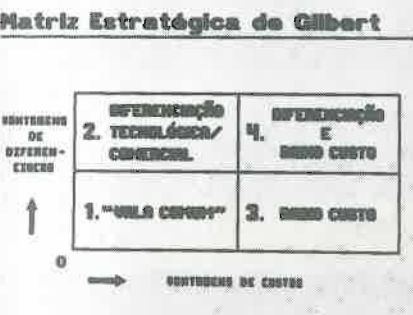 Matriz Estratégica de Gilbert
VANTAGENS
DE
DIFEREN-
CIACAO
2. DIFERENCIAÇÃO
TECNOLÓGICA/
COMERCIAL
4. DIFERENCIAÇÃO
E
BAIXO CUSTO
1. "VALA COMUM"
3. BAIXO CUSTO
0
VANTAGENS DE CUSTOS